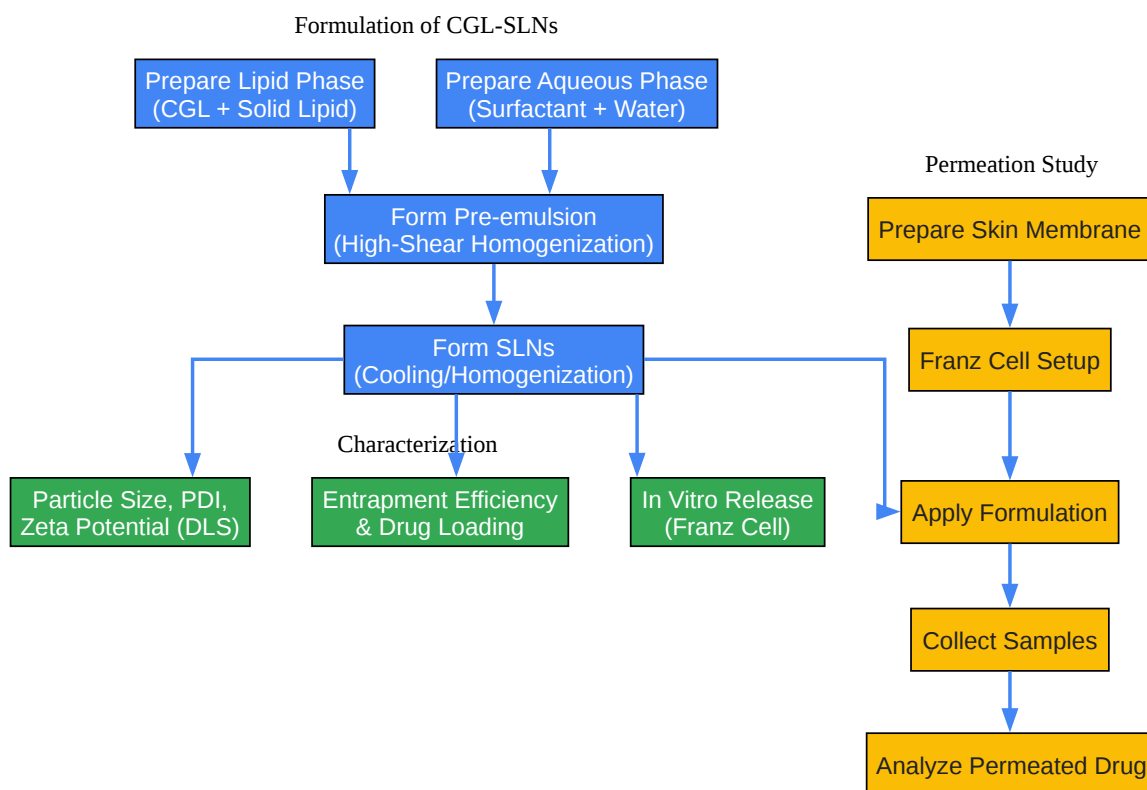 Formulation of CGL-SLNs
Prepare Lipid Phase
(CGL + Solid Lipid)
Prepare Aqueous Phase
(Surfactant + Water)
Form Pre-emulsion
(High-Shear Homogenization)
Form SLNs
(Cooling/Homogenization)
Characterization
Particle Size, PDI,
Zeta Potential (DLS)
Entrapment Efficiency
& Drug Loading
In Vitro Release
(Franz Cell)
Permeation Study
Prepare Skin Membrane
Franz Cell Setup
Apply Formulation
Collect Samples
Analyze Permeated Drug